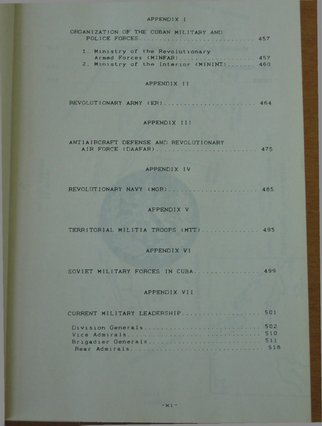 APPENDIX I
ORGANIZATION OF THE CUBAN MILITARY AND
POLICE FORCES..................... 457
1. Ministry of the Revolutionary
Armed Forces (MINFAR)............... 457
2. Ministry of the Interior (MININT)..... 460
APPENDIX II
REVOLUTIONARY ARMY (ER)..................... 464
APPENDIX III
ANTIAIRCRAFT DEFENSE AND REVOLUTIONARY
AIR FORCE (DAAFAR)..................... 475
APPENDIX IV
REVOLUTIONARY NAVY (MGR)..................... 485
APPENDIX V
TERRITORIAL MILITIA TROOPS (MTT)............. 495
APPENDIX VI
SOVIET MILITARY FORCES IN CUBA............... 499
APPENDIX VII
CURRENT MILITARY LEADERSHIP.................. 501
Division Generals......................... 502
Vice Admirals............................. 510
Brigadier Generals........................ 511
Rear Admirals............................. 518